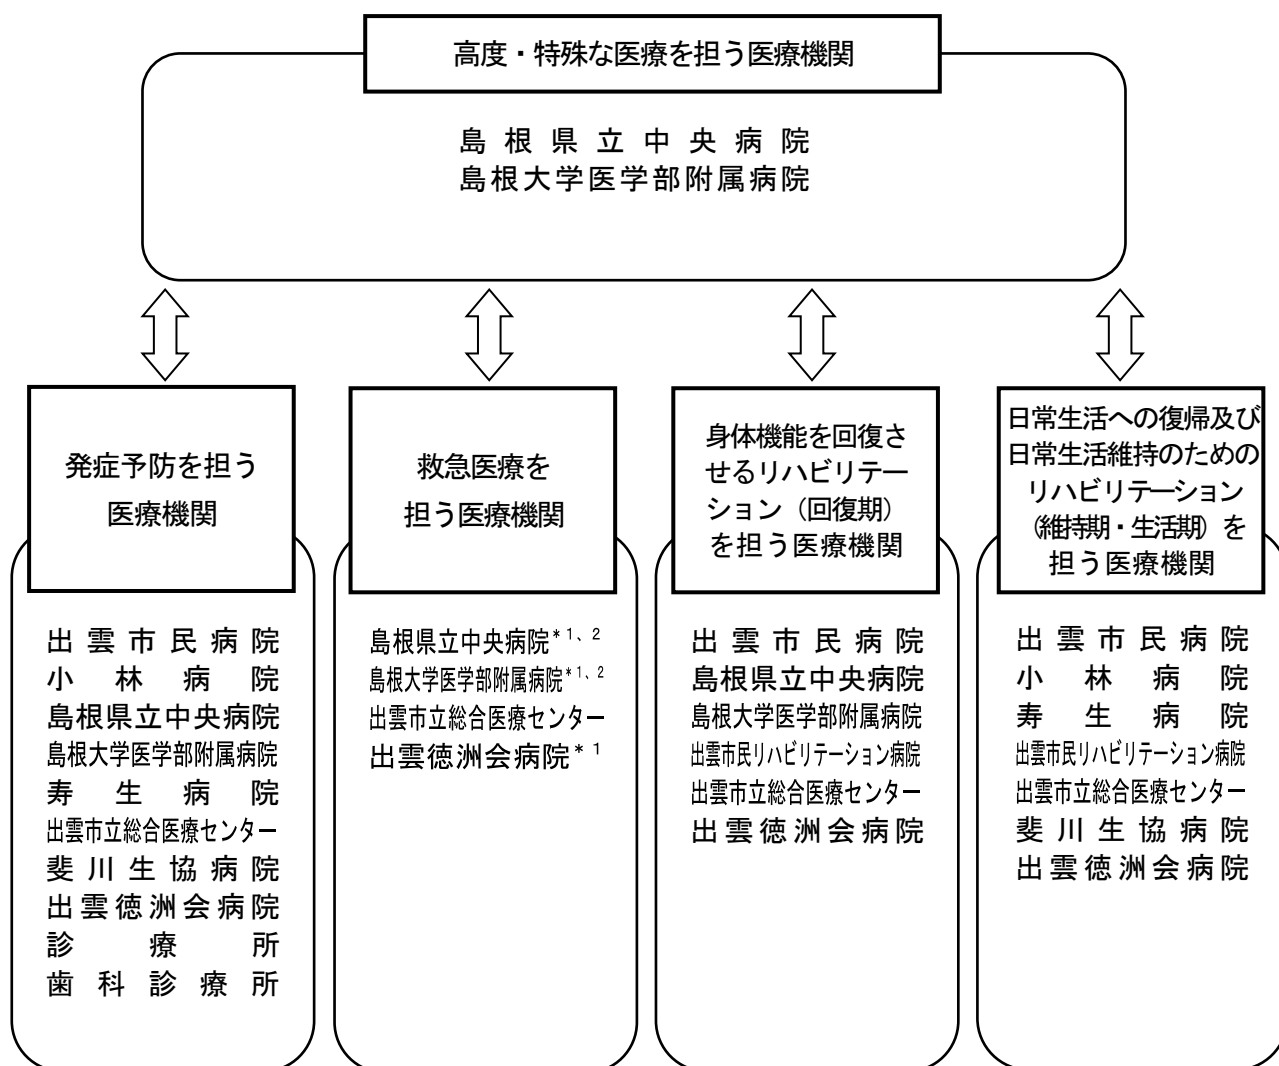 高度・特殊な医療を担う医療機関
島根県立中央病院
島根大学医学部附属病院
発症予防を担う
医療機関
出雲市民病院
小林病院
島根県立中央病院
島根大学医学部附属病院
寿生病院
出雲市立総合医療センター
斐川生協病院
出雲徳洲会病院
診療所
歯科診療所
救急医療を
担う医療機関
島根県立中央病院*1、2
島根大学医学部附属病院*1、2
出雲市立総合医療センター
出雲徳洲会病院*1
身体機能を回復さ
せるリハビリテー
ション（回復期）
を担う医療機関
出雲市民病院
島根県立中央病院
島根大学医学部附属病院
出雲市民リハビリテーション病院
出雲市立総合医療センター
出雲徳洲会病院
日常生活への復帰及び
日常生活維持のための
リハビリテーション
（維持期・生活期）を
担う医療機関
出雲市民病院
小林病院
寿生病院
出雲市民リハビリテーション病院
出雲市立総合医療センター
斐川生協病院
出雲徳洲会病院